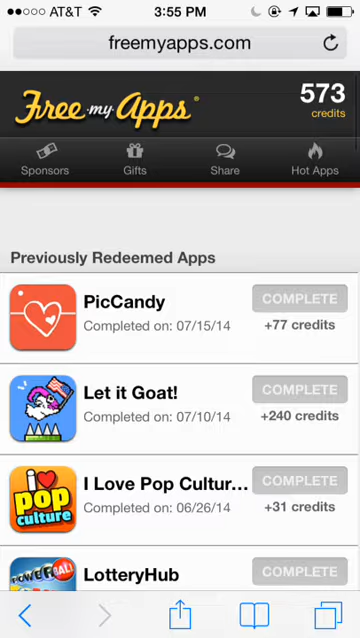 AT&T 3:55 PM
freemyapps.com
Free my Apps®
573
credits
Sponsors Gifts Share Hot Apps
Previously Redeemed Apps
PicCandy
COMPLETE
Completed on: 07/15/14
+77 credits
Let it Goat!
COMPLETE
Completed on: 07/10/14
+240 credits
i love
pop
culture
I Love Pop Cultur...
COMPLETE
Completed on: 06/26/14
+31 credits
POWERBALL
LotteryHub
COMPLETE